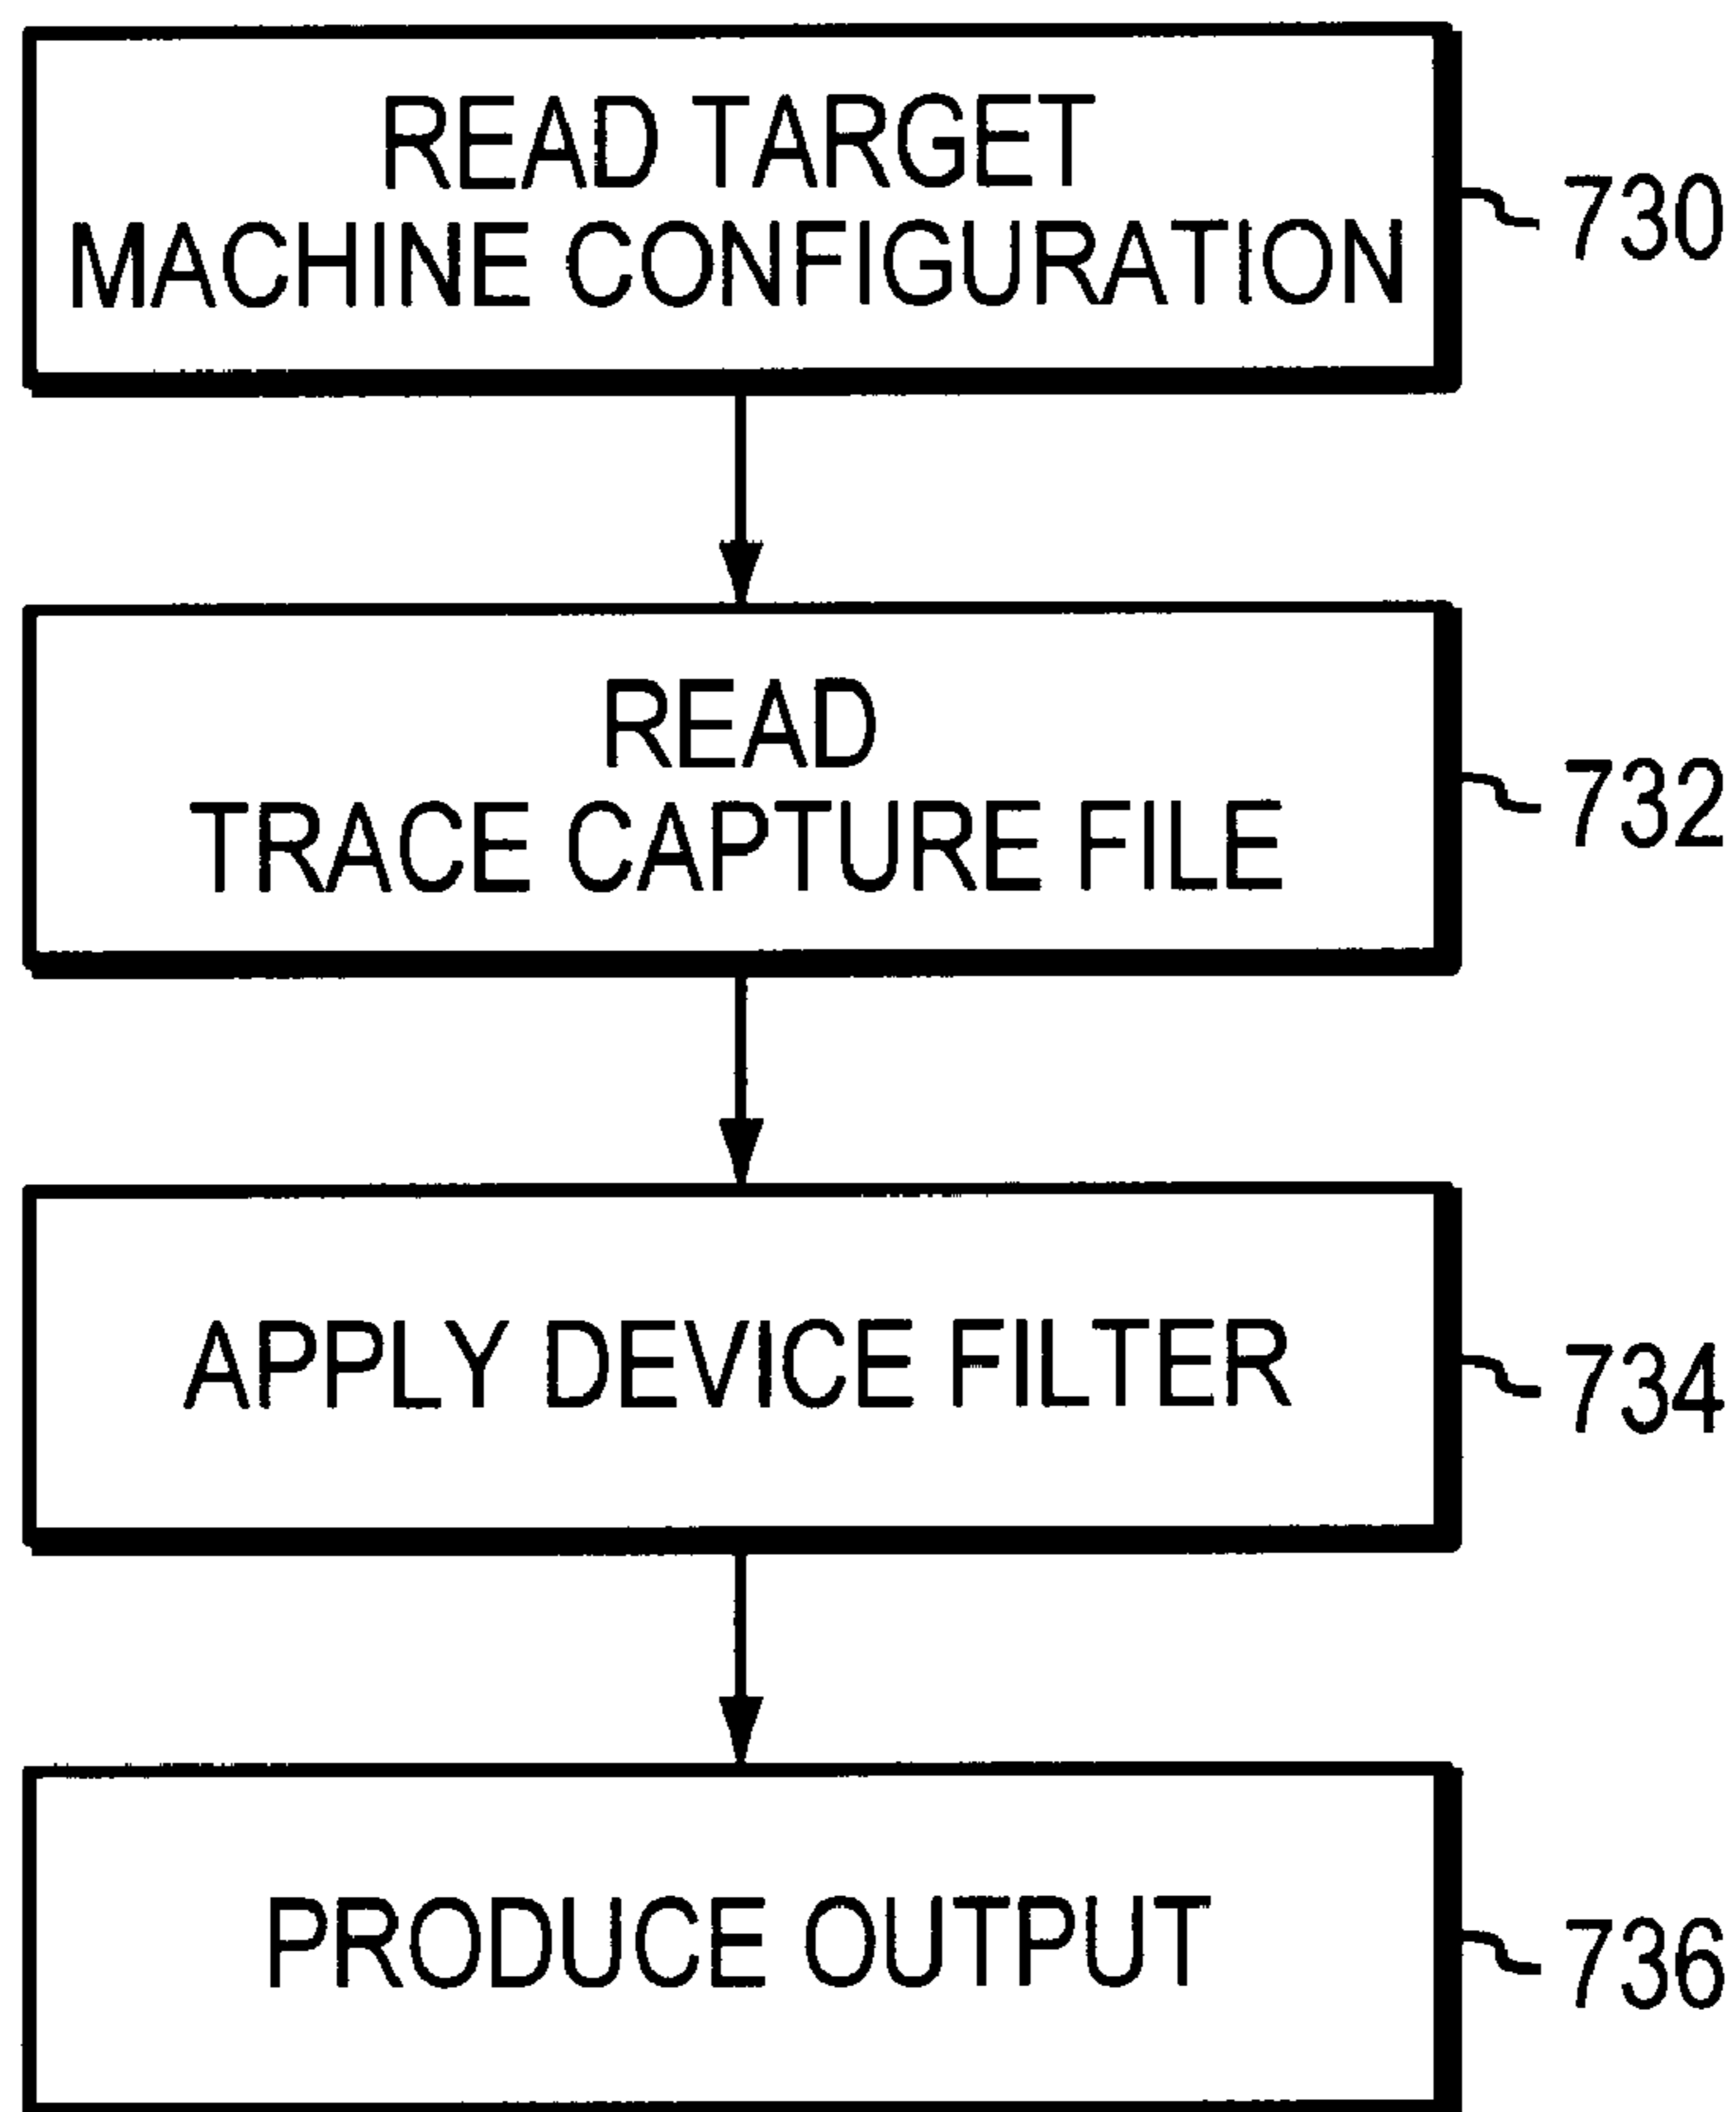 READ TARGET
MACHINE CONFIGURATION
730
READ
TRACE CAPTURE FILE
732
APPLY DEVICE FILTER
734
PRODUCE OUTPUT
736